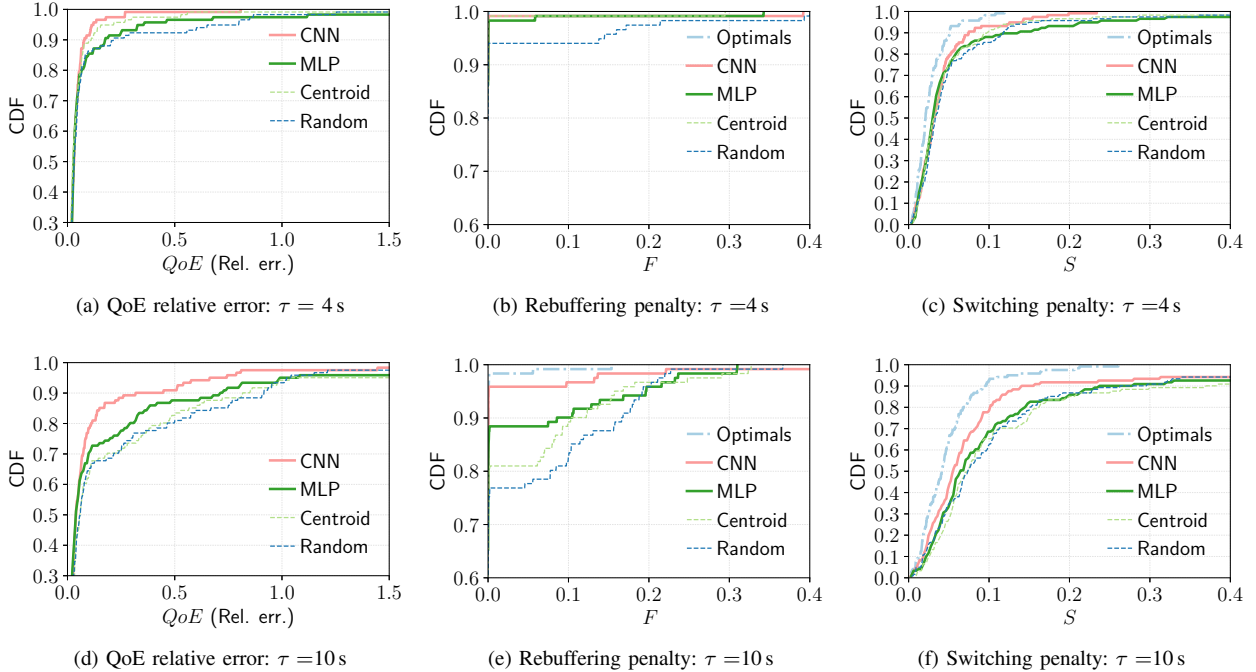 1.0
0.9
0.8
0.7
0.6
0.5
0.4
0.3
CDF
0.0 0.5 1.0 1.5
QoE (Rel. err.)
CNN
MLP
Centroid
Random
(a) QoE relative error: τ = 4 s
1.0
0.9
0.8
0.7
0.6
CDF
0.0 0.1 0.2 0.3 0.4
F
Optimals
CNN
MLP
Centroid
Random
(b) Rebuffering penalty: τ =4 s
1.0
0.9
0.8
0.7
0.6
0.5
0.4
0.3
0.2
0.1
0.0
CDF
0.0 0.1 0.2 0.3 0.4
S
Optimals
CNN
MLP
Centroid
Random
(c) Switching penalty: τ =4 s
1.0
0.9
0.8
0.7
0.6
0.5
0.4
0.3
CDF
0.0 0.5 1.0 1.5
QoE (Rel. err.)
CNN
MLP
Centroid
Random
(d) QoE relative error: τ =10 s
1.0
0.9
0.8
0.7
0.6
CDF
0.0 0.1 0.2 0.3 0.4
F
Optimals
CNN
MLP
Centroid
Random
(e) Rebuffering penalty: τ =10 s
1.0
0.9
0.8
0.7
0.6
0.5
0.4
0.3
0.2
0.1
0.0
CDF
0.0 0.1 0.2 0.3 0.4
S
Optimals
CNN
MLP
Centroid
Random
(f) Switching penalty: τ =10 s